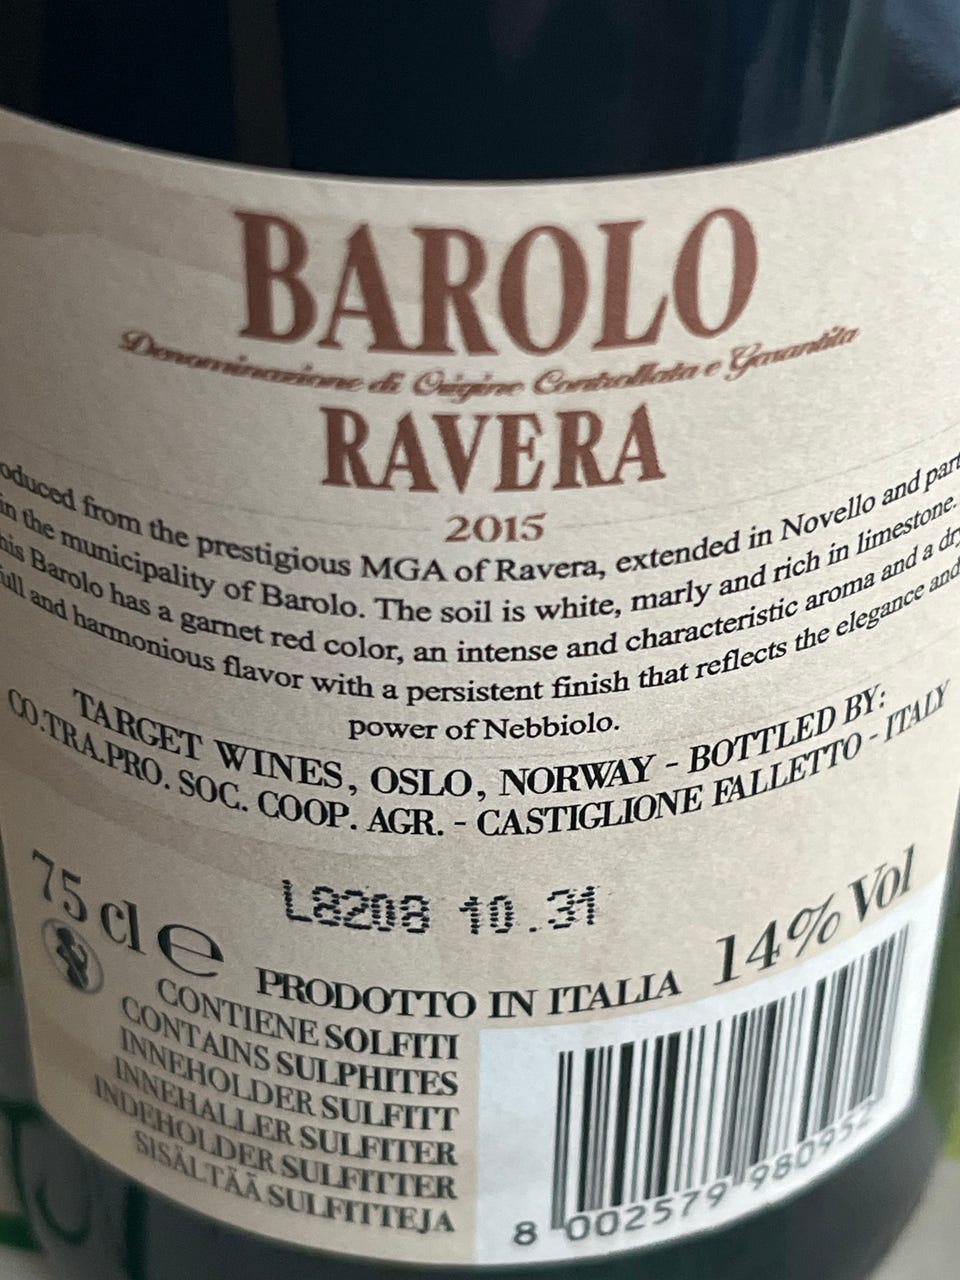 BAROLO
Denominazione di Origine Controllata e Garantita
RAVERA
2015
oduced from the prestigious MGA of Ravera, extended in Novello and part
in the municipality of Barolo. The soil is white, marly and rich in limestone.
his Barolo has a garnet red color, an intense and characteristic aroma and a dry
ull and harmonious flavor with a persistent finish that reflects the elegance and
power of Nebbiolo.
TARGET WINES, OSLO, NORWAY - BOTTLED BY:
CO.TRA.PRO. SOC. COOP. AGR. - CASTIGLIONE FALLETTO - ITALY
L8208 10.31
75 cl e
14% Vol
PRODOTTO IN ITALIA
CONTIENE SOLFITI
CONTAINS SULPHITES
INNEHOLDER SULFITT
INNEHALLER SULFITER
INDEHOLDER SULFITTER
SISÄLTÄÄ SULFITTEJA
8 002579 980952